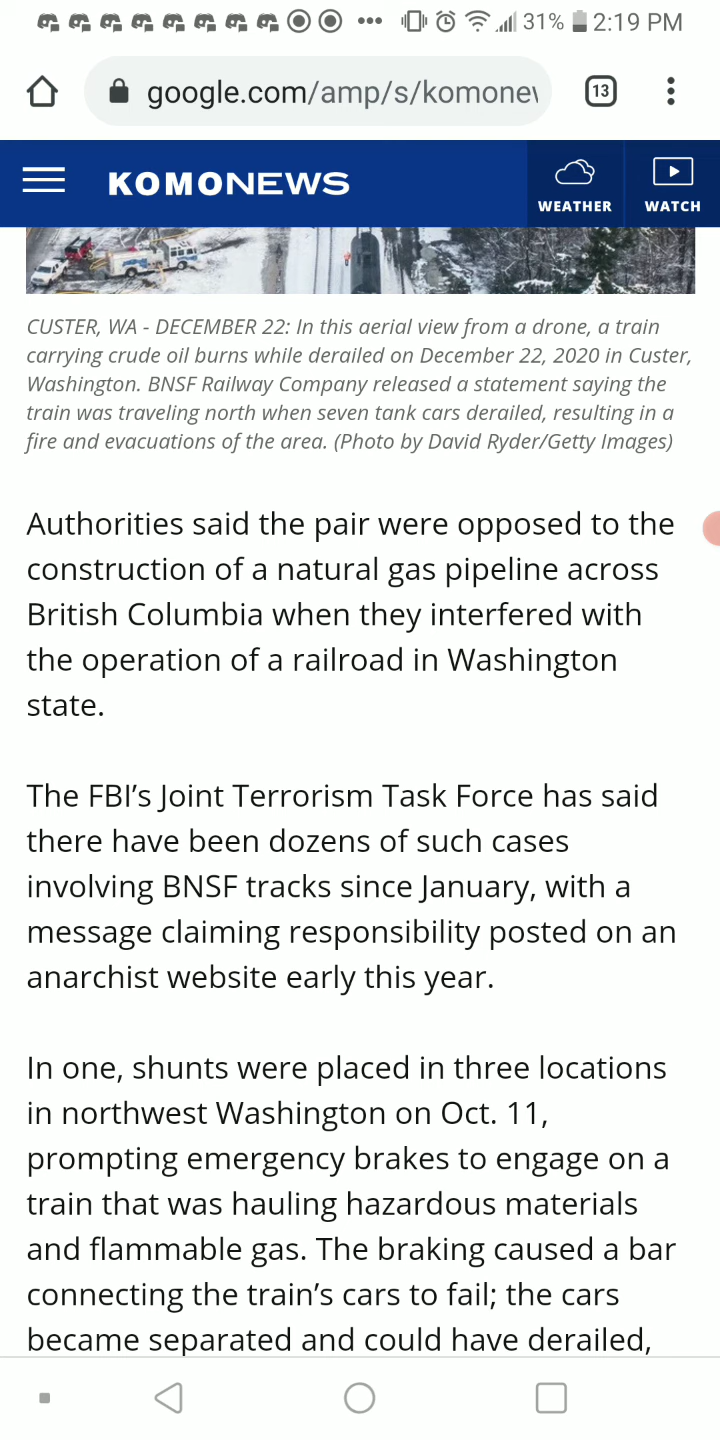 31% 2:19 PM
google.com/amp/s/komonev
13
KOMONEWS
WEATHER
WATCH
CUSTER, WA - DECEMBER 22: In this aerial view from a drone, a train
carrying crude oil burns while derailed on December 22, 2020 in Custer,
Washington. BNSF Railway Company released a statement saying the
train was traveling north when seven tank cars derailed, resulting in a
fire and evacuations of the area. (Photo by David Ryder/Getty Images)
Authorities said the pair were opposed to the
construction of a natural gas pipeline across
British Columbia when they interfered with
the operation of a railroad in Washington
state.
The FBI’s Joint Terrorism Task Force has said
there have been dozens of such cases
involving BNSF tracks since January, with a
message claiming responsibility posted on an
anarchist website early this year.
In one, shunts were placed in three locations
in northwest Washington on Oct. 11,
prompting emergency brakes to engage on a
train that was hauling hazardous materials
and flammable gas. The braking caused a bar
connecting the train’s cars to fail; the cars
became separated and could have derailed,